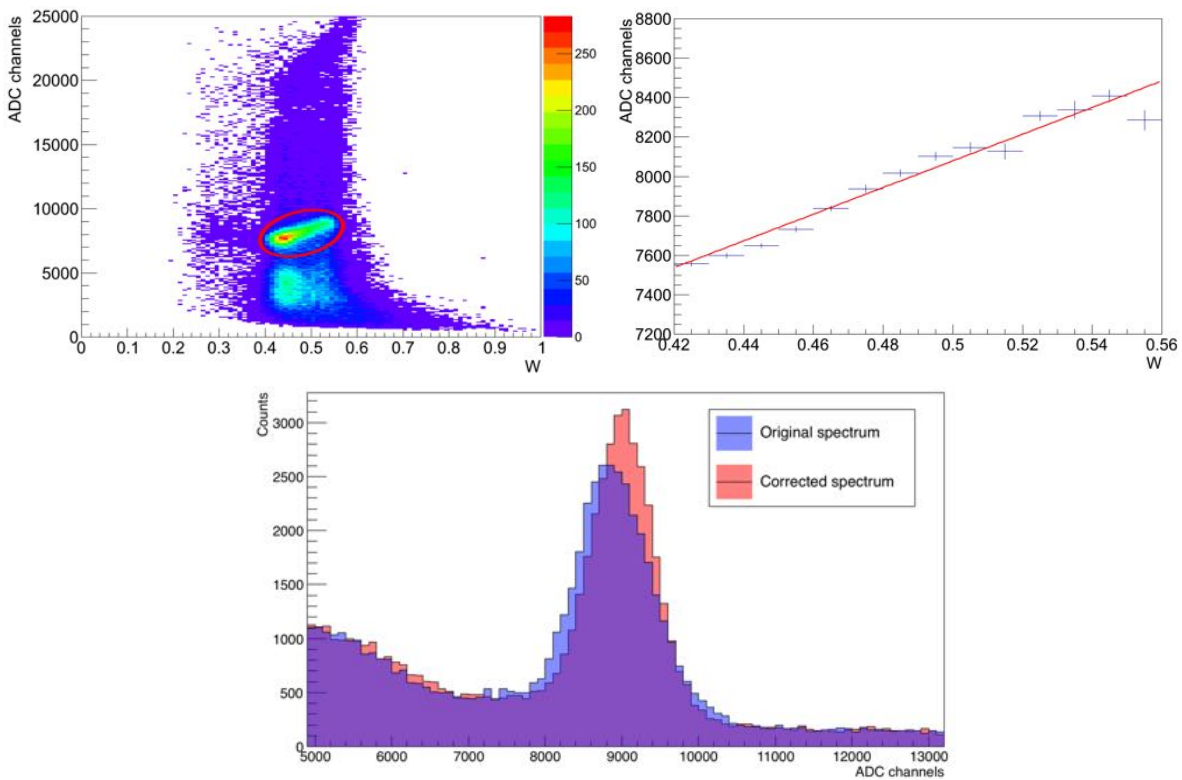 ADC channels
25000
20000
15000
10000
5000
0
0 0.1 0.2 0.3 0.4 0.5 0.6 0.7 0.8 0.9 1
W
250
200
150
100
50
0
ADC channels
8800
8600
8400
8200
8000
7800
7600
7400
7200
0.42 0.44 0.46 0.48 0.5 0.52 0.54 0.56
W
Counts
3000
2500
2000
1500
1000
500
0
5000 6000 7000 8000 9000 10000 11000 12000 13000
ADC channels
Original spectrum
Corrected spectrum